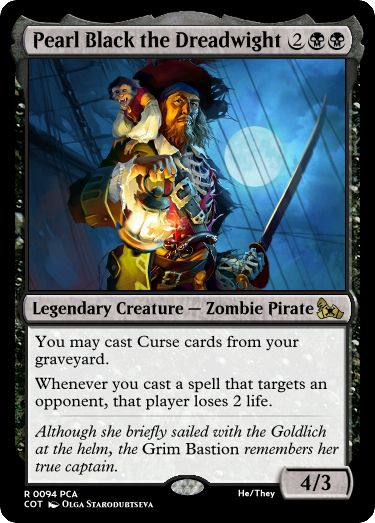 Pearl Black the Dreadwight 2
Legendary Creature — Zombie Pirate
You may cast Curse cards from your
graveyard.
Whenever you cast a spell that targets an
opponent, that player loses 2 life.
Although she briefly sailed with the Goldlich
at the helm, the Grim Bastion remembers her
true captain.
4/3
R 0094 PCA
He/They
COT Olga Starodubtseva